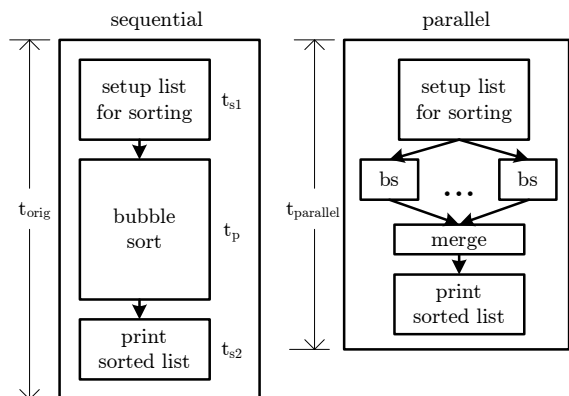 sequential
parallel
setup list
for sorting
t_s1
t_orig
bubble
sort
t_p
print
sorted list
t_s2
setup list
for sorting
t_parallel
bs
...
bs
merge
print
sorted list